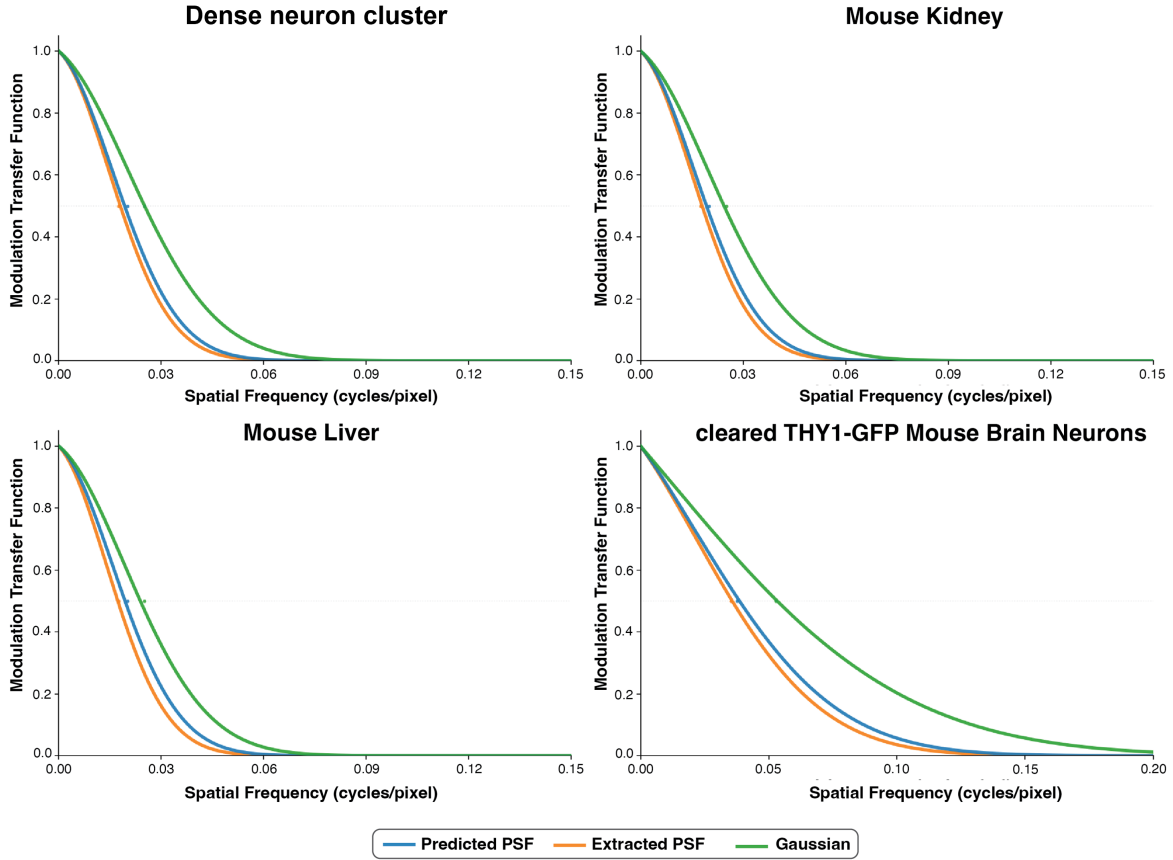 Dense neuron cluster
Modulation Transfer Function
1.0
0.8
0.6
0.4
0.2
0.0
0.00 0.03 0.06 0.09 0.12 0.15
Spatial Frequency (cycles/pixel)
Mouse Kidney
Modulation Transfer Function
1.0
0.8
0.6
0.4
0.2
0.0
0.00 0.03 0.06 0.09 0.12 0.15
Spatial Frequency (cycles/pixel)
Mouse Liver
Modulation Transfer Function
1.0
0.8
0.6
0.4
0.2
0.0
0.00 0.03 0.06 0.09 0.12 0.15
Spatial Frequency (cycles/pixel)
cleared THY1-GFP Mouse Brain Neurons
Modulation Transfer Function
1.0
0.8
0.6
0.4
0.2
0.0
0.00 0.05 0.10 0.15 0.20
Spatial Frequency (cycles/pixel)
Predicted PSF Extracted PSF Gaussian